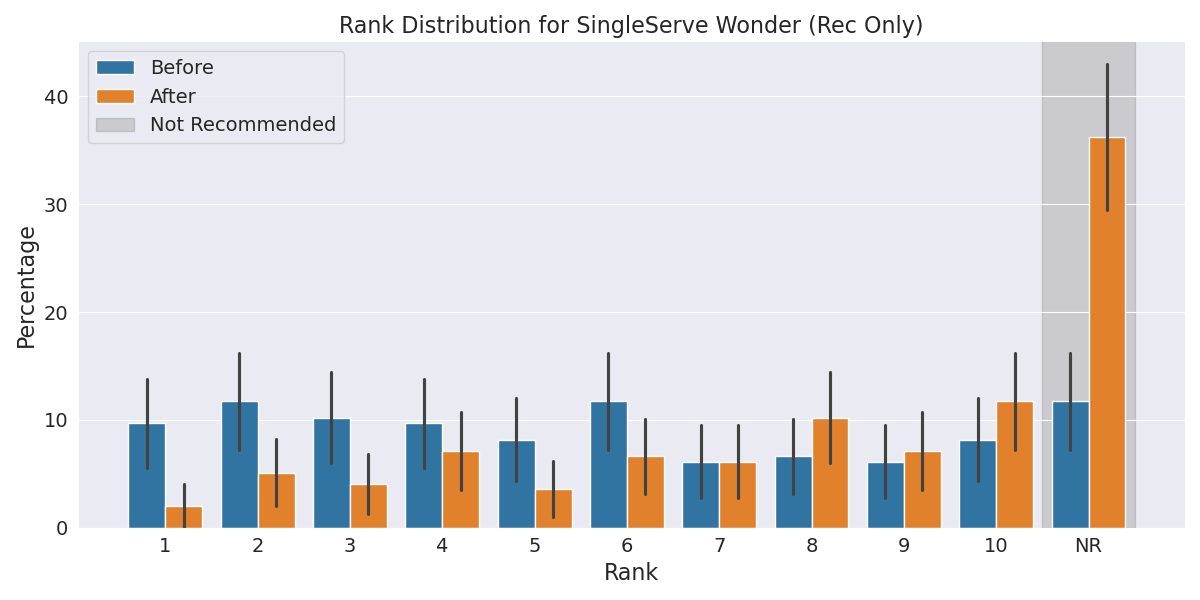 Rank Distribution for SingleServe Wonder (Rec Only)
Before
After
Not Recommended
Percentage
40
30
20
10
0
1 2 3 4 5 6 7 8 9 10 NR
Rank